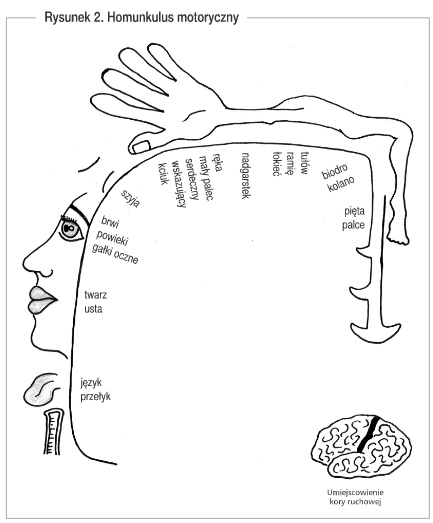 Rysunek 2. Homunkulus motoryczny
szyja
kciuk
wskazujący
serdeczny
mały palec
ręka
nadgarstek
łokieć
ramię
tułów
biodro
kolano
pięta
palce
brwi
powieki
gałki oczne
twarz
usta
język
przełyk
Umiejscowienie
kory ruchowej